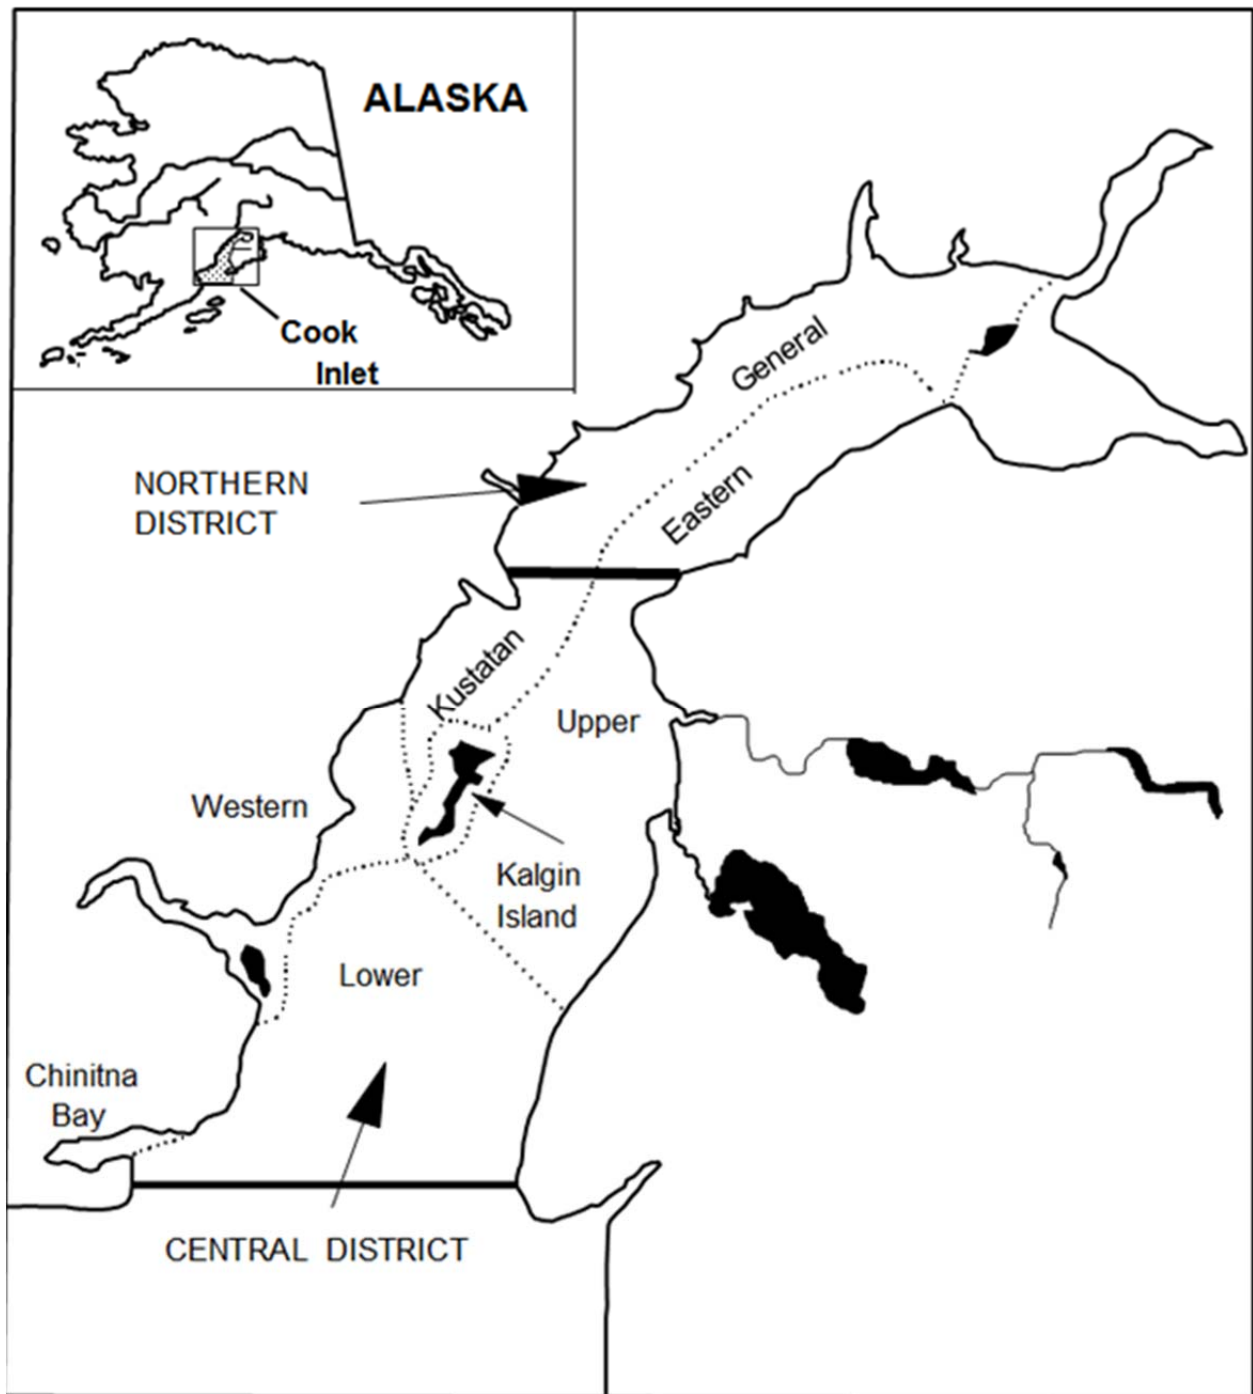 ALASKA
Cook
Inlet
General
NORTHERN
DISTRICT
Eastern
Kustatan
Upper
Western
Kalgin
Island
Lower
Chinitna
Bay
CENTRAL DISTRICT